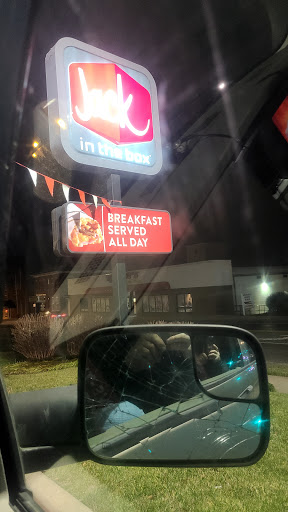 Jack
in the box
BREAKFAST
SERVED
ALL DAY